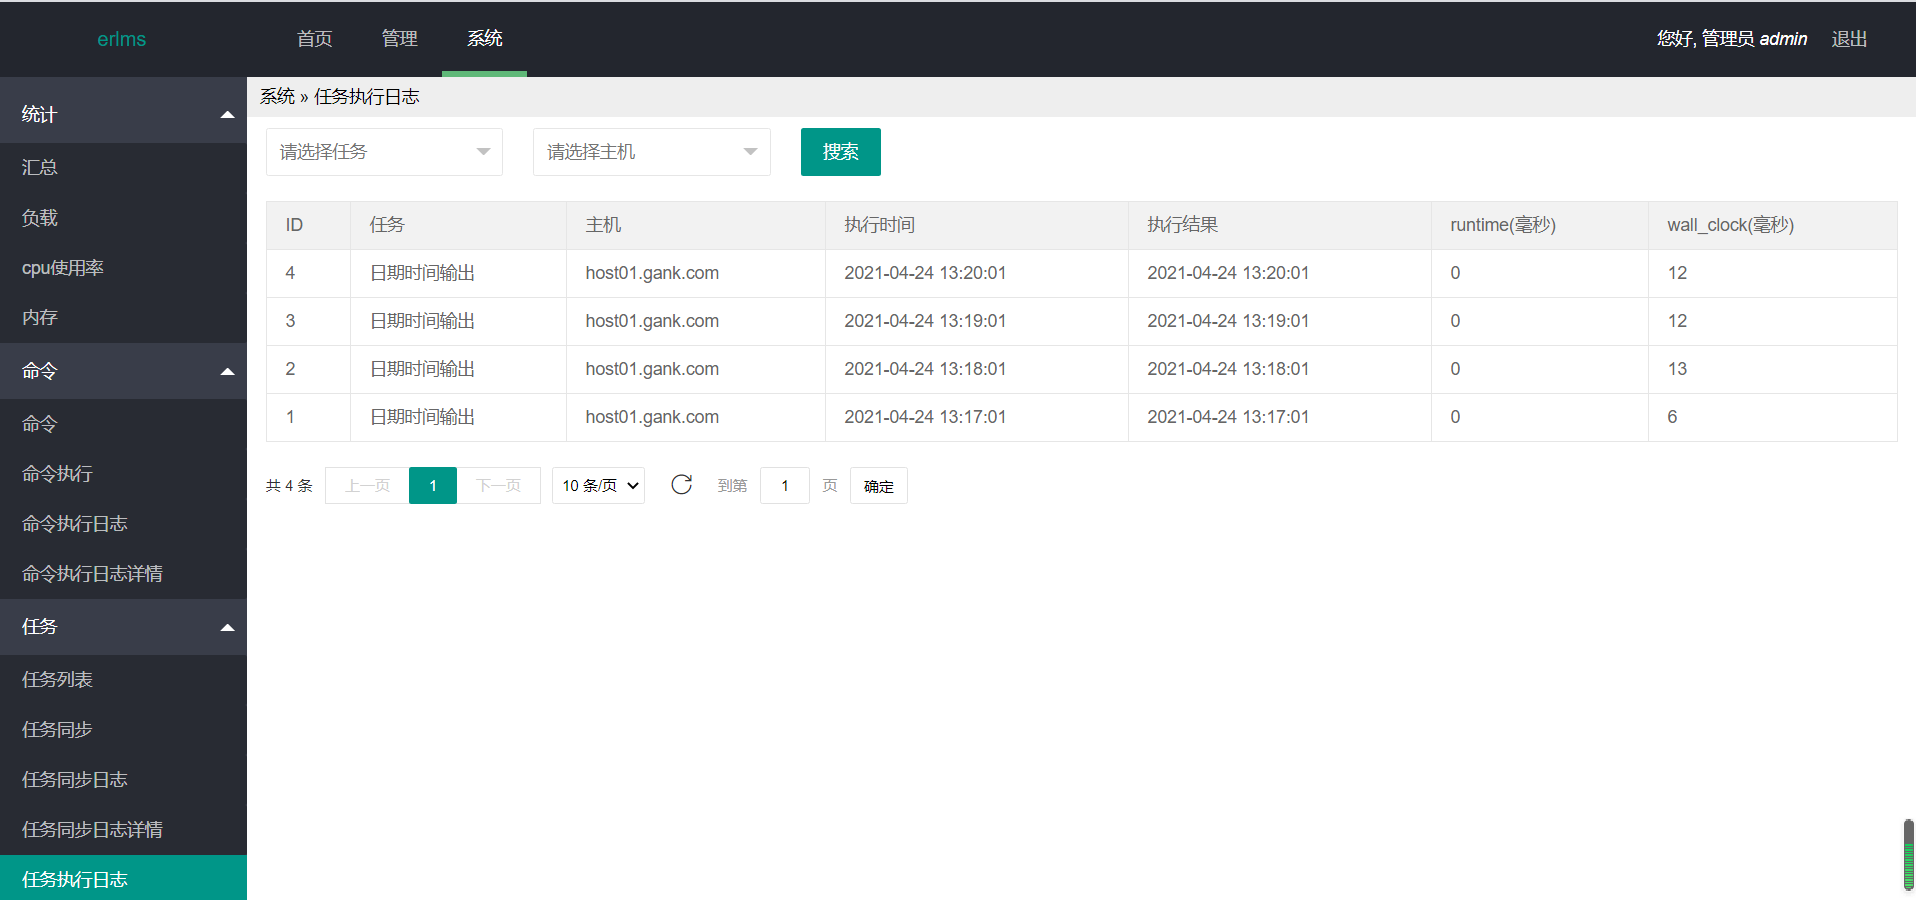 erlms 首页 管理 系统 您好, 管理员 admin 退出
统计
汇总
负载
cpu使用率
内存
命令
命令
命令执行
命令执行日志
命令执行日志详情
任务
任务列表
任务同步
任务同步日志
任务同步日志详情
任务执行日志
系统 » 任务执行日志
请选择任务 请选择主机 搜索
ID 任务 主机 执行时间 执行结果 runtime(毫秒) wall_clock(毫秒)
4 日期时间输出 host01.gank.com 2021-04-24 13:20:01 2021-04-24 13:20:01 0 12
3 日期时间输出 host01.gank.com 2021-04-24 13:19:01 2021-04-24 13:19:01 0 12
2 日期时间输出 host01.gank.com 2021-04-24 13:18:01 2021-04-24 13:18:01 0 13
1 日期时间输出 host01.gank.com 2021-04-24 13:17:01 2021-04-24 13:17:01 0 6
共 4 条 上一页 1 下一页 10 条/页 到第 1 页 确定